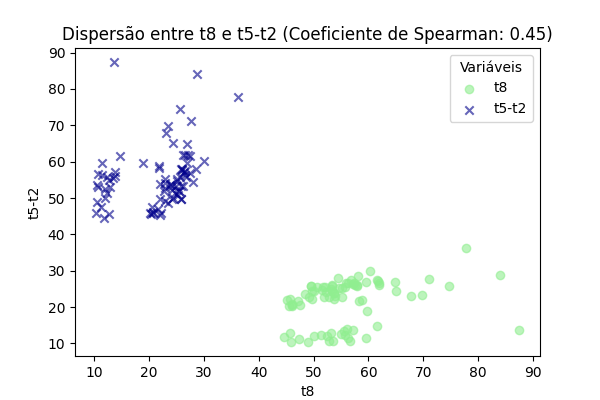 Dispersão entre t8 e t5-t2 (Coeficiente de Spearman: 0.45)
Variáveis
t8
t5-t2
t5-t2
90
80
70
60
50
40
30
20
10
10 20 30 40 50 60 70 80 90
t8